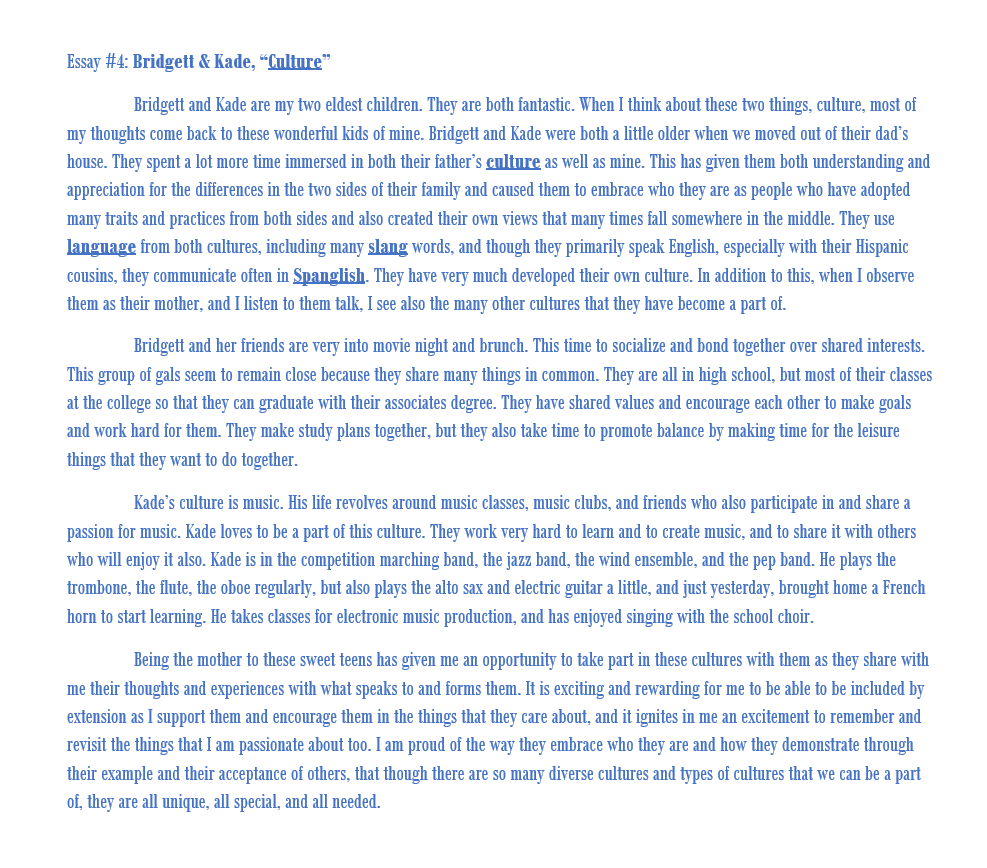 Essay #4: Bridgett & Kade, “Culture”
Bridgett and Kade are my two eldest children. They are both fantastic. When I think about these two things, culture, most of
my thoughts come back to these wonderful kids of mine. Bridgett and Kade were both a little older when we moved out of their dad’s
house. They spent a lot more time immersed in both their father’s culture as well as mine. This has given them both understanding and
appreciation for the differences in the two sides of their family and caused them to embrace who they are as people who have adopted
many traits and practices from both sides and also created their own views that many times fall somewhere in the middle. They use
language from both cultures, including many slang words, and though they primarily speak English, especially with their Hispanic
cousins, they communicate often in Spanglish. They have very much developed their own culture. In addition to this, when I observe
them as their mother, and I listen to them talk, I see also the many other cultures that they have become a part of.
Bridgett and her friends are very into movie night and brunch. This time to socialize and bond together over shared interests.
This group of gals seem to remain close because they share many things in common. They are all in high school, but most of their classes
at the college so that they can graduate with their associates degree. They have shared values and encourage each other to make goals
and work hard for them. They make study plans together, but they also take time to promote balance by making time for the leisure
things that they want to do together.
Kade’s culture is music. His life revolves around music classes, music clubs, and friends who also participate in and share a
passion for music. Kade loves to be a part of this culture. They work very hard to learn and to create music, and to share it with others
who will enjoy it also. Kade is in the competition marching band, the jazz band, the wind ensemble, and the pep band. He plays the
trombone, the flute, the oboe regularly, but also plays the alto sax and electric guitar a little, and just yesterday, brought home a French
horn to start learning. He takes classes for electronic music production, and has enjoyed singing with the school choir.
Being the mother to these sweet teens has given me an opportunity to take part in these cultures with them as they share with
me their thoughts and experiences with what speaks to and forms them. It is exciting and rewarding for me to be able to be included by
extension as I support them and encourage them in the things that they care about, and it ignites in me an excitement to remember and
revisit the things that I am passionate about too. I am proud of the way they embrace who they are and how they demonstrate through
their example and their acceptance of others, that though there are so many diverse cultures and types of cultures that we can be a part
of, they are all unique, all special, and all needed.